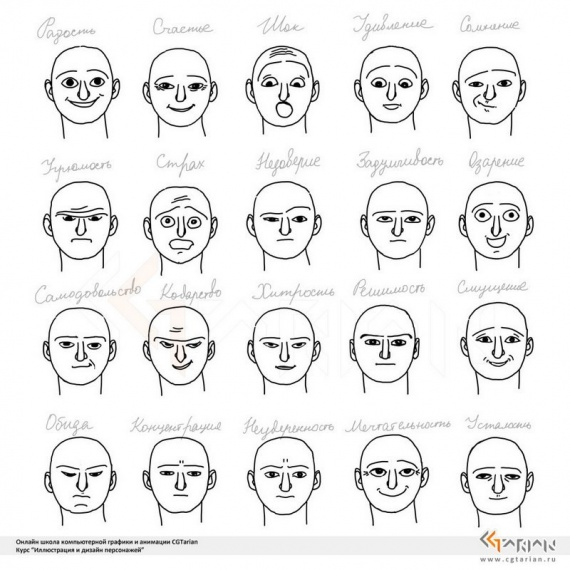 Радость Счастье Шок Удивление Сомнение
Угрюмость Страх Недоверие Задумчивость Озарение
Самодовольство Коварство Хитрость Решимость Смущение
Обида Концентрация Неуверенность Мечтательность Усталость
Онлайн школа компьютерной графики и анимации CGTarian
Курс "Иллюстрация и дизайн персонажей"
CGTARIAN
www.cgtarian.ru